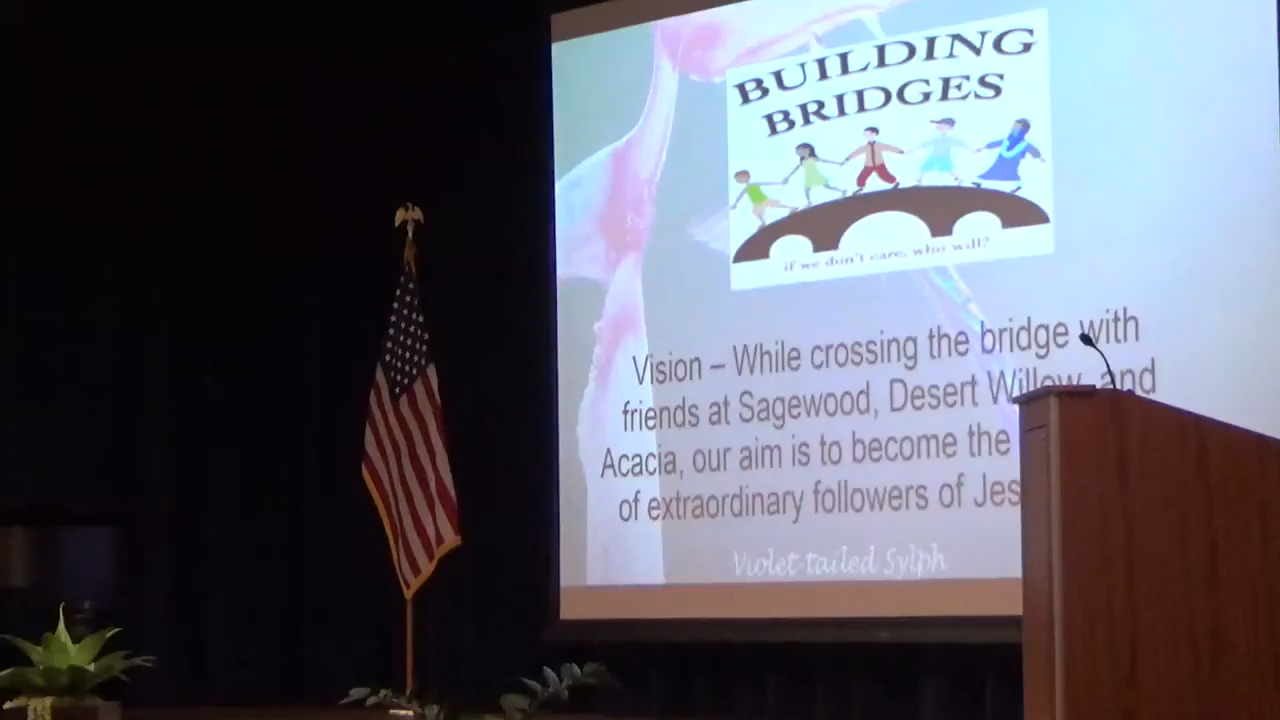 BUILDING
BRIDGES
if we don't care, who will?
Vision – While crossing the bridge with
friends at Sagewood, Desert Willow, and
Acacia, our aim is to become the
of extraordinary followers of Jes
Violet-tailed Sylph